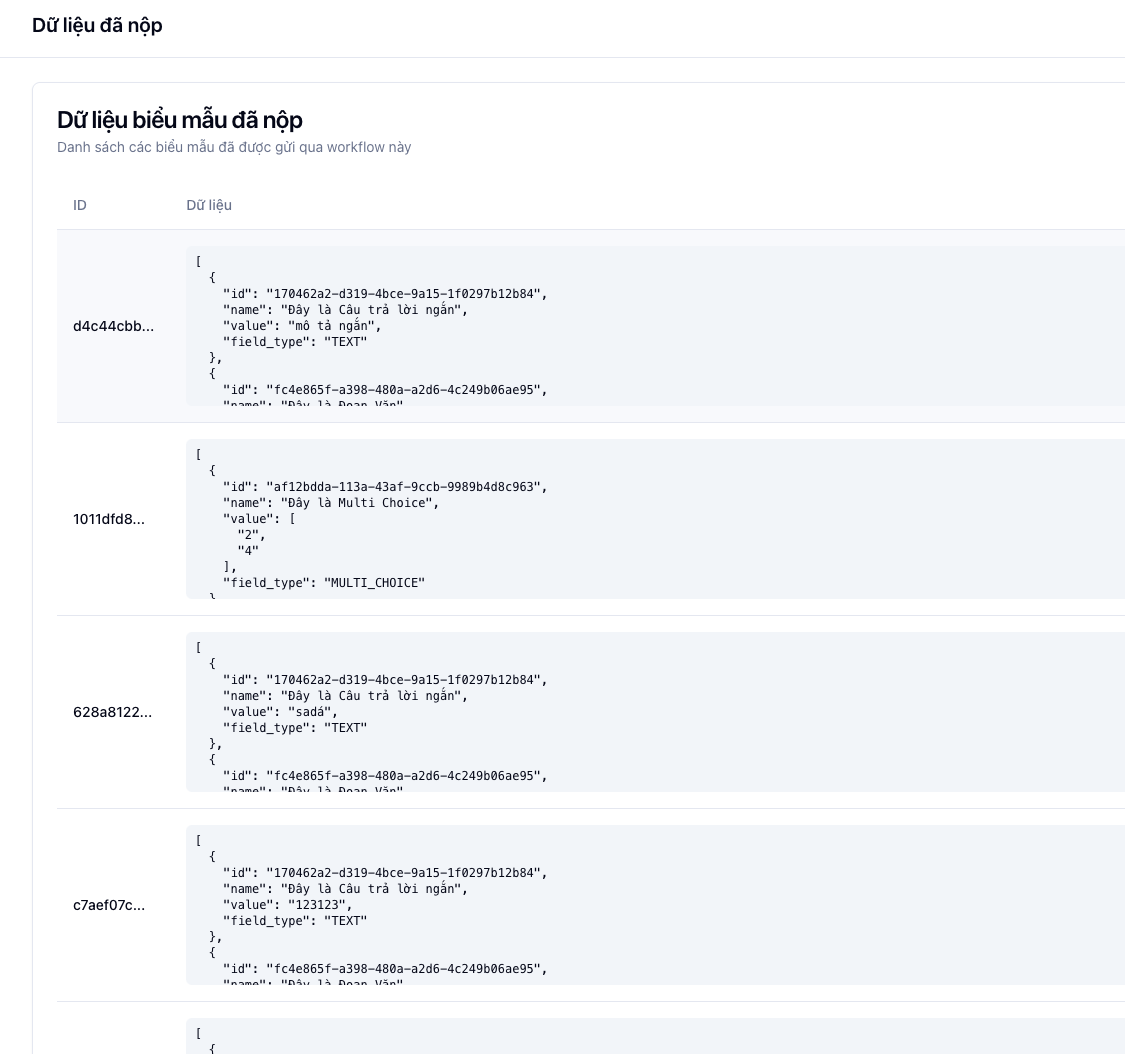 Dữ liệu đã nộp
Dữ liệu biểu mẫu đã nộp
Danh sách các biểu mẫu đã được gửi qua workflow này
ID Dữ liệu
d4c44cbb...
[
{
"id": "170462a2-d319-4bce-9a15-1f0297b12b84",
"name": "Đây là Câu trả lời ngắn",
"value": "mô tả ngắn",
"field_type": "TEXT"
},
{
"id": "fc4e865f-a398-480a-a2d6-4c249b06ae95",
"name": "Đây là Đoạn Văn"
1011dfd8...
[
{
"id": "af12bdda-113a-43af-9ccb-9989b4d8c963",
"name": "Đây là Multi Choice",
"value": [
"2",
"4"
],
"field_type": "MULTI_CHOICE"
}
628a8122...
[
{
"id": "170462a2-d319-4bce-9a15-1f0297b12b84",
"name": "Đây là Câu trả lời ngắn",
"value": "sadá",
"field_type": "TEXT"
},
{
"id": "fc4e865f-a398-480a-a2d6-4c249b06ae95",
"name": "Đây là Đoạn Văn"
c7aef07c...
[
{
"id": "170462a2-d319-4bce-9a15-1f0297b12b84",
"name": "Đây là Câu trả lời ngắn",
"value": "123123",
"field_type": "TEXT"
},
{
"id": "fc4e865f-a398-480a-a2d6-4c249b06ae95",
"name": "Đây là Đoạn Văn"
[
{